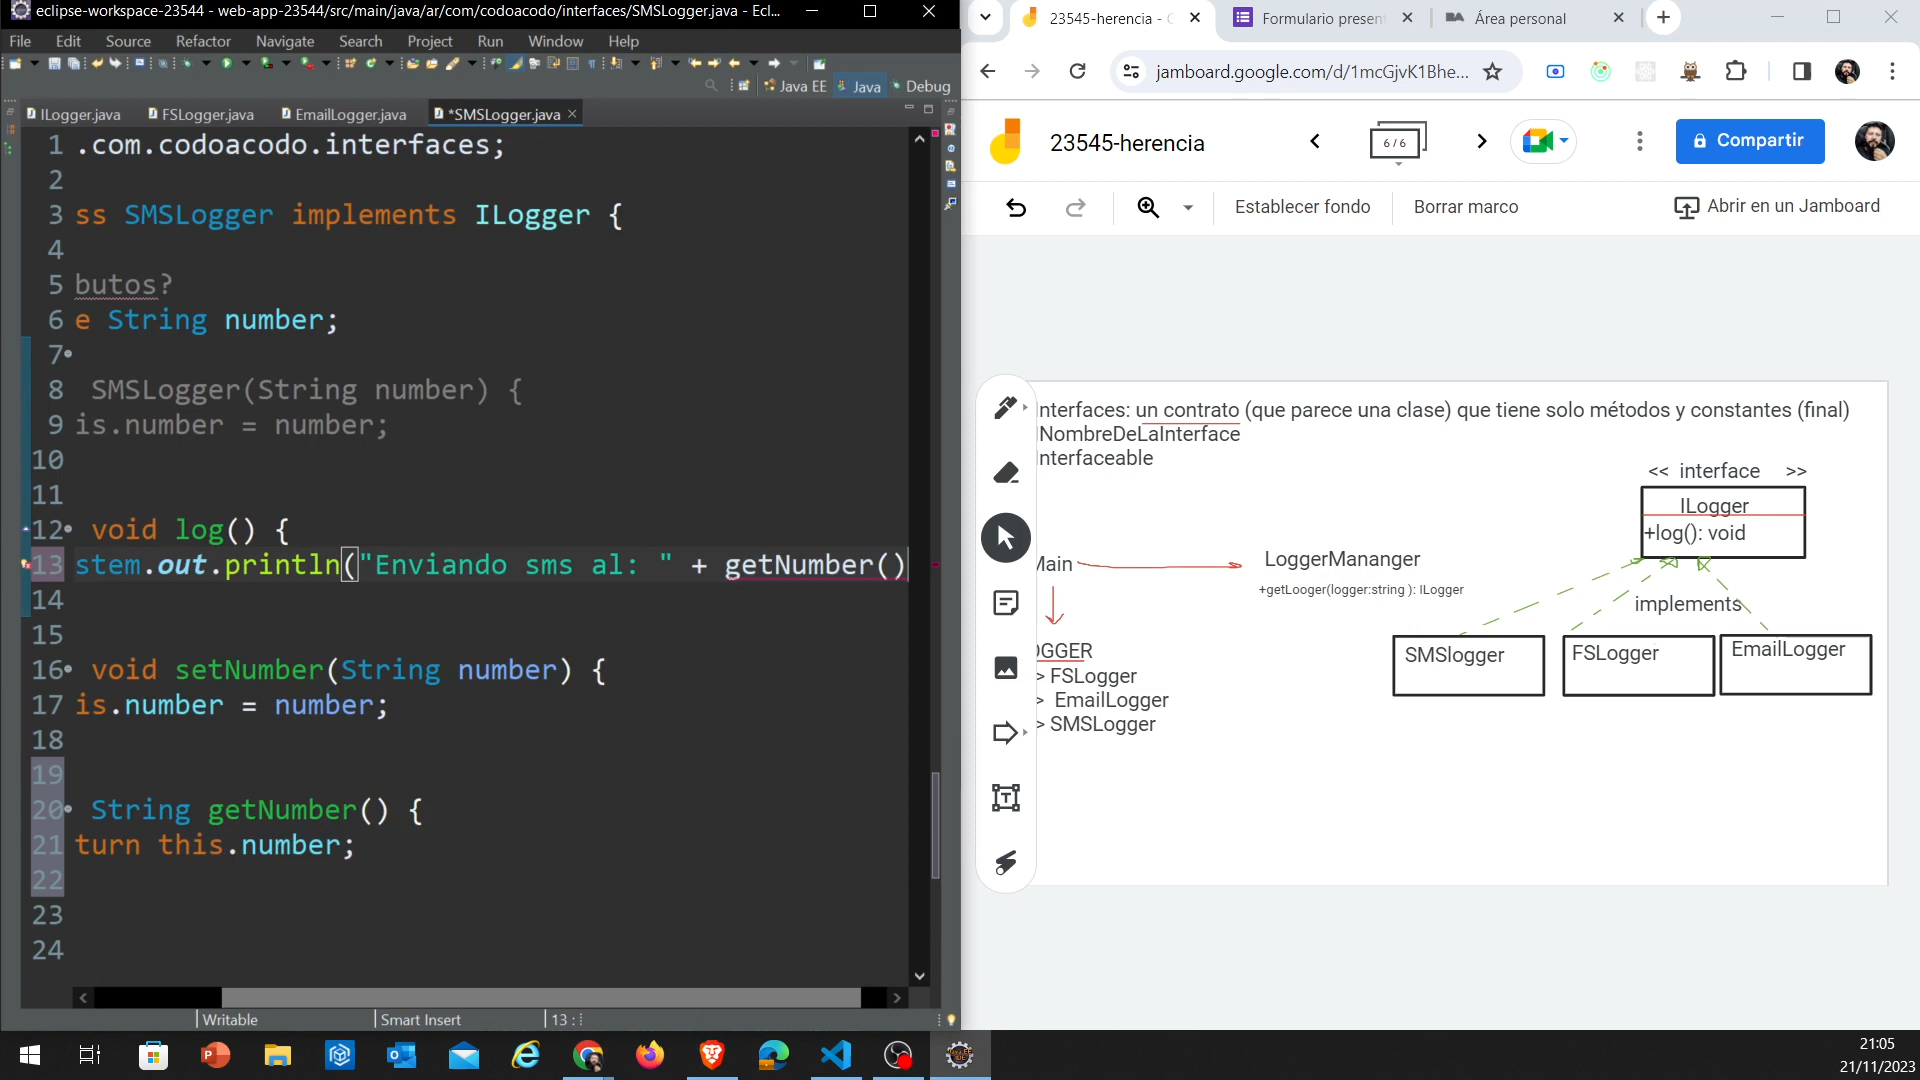 eclipse-workspace-23544 - web-app-23544/src/main/java/ar/com/codoacodo/interfaces/SMSLogger.java - Ecl...
File Edit Source Refactor Navigate Search Project Run Window Help
Java EE Java Debug
ILogger.java FSLogger.java EmailLogger.java *SMSLogger.java
1 .com.codoacodo.interfaces;
2
3 ss SMSLogger implements ILogger {
4
5 butos?
6 e String number;
7
8 SMSLogger(String number) {
9 is.number = number;
10
11
12 void log() {
13 stem.out.println("Enviando sms al: " + getNumber()
14
15
16 void setNumber(String number) {
17 is.number = number;
18
19
20 String getNumber() {
21 turn this.number;
22
23
24
Writable Smart Insert 13 :
23545-herencia - Formulario presen Área personal
jamboard.google.com/d/1mcGjvK1Bhe...
23545-herencia
6 / 6
Compartir
Establecer fondo Borrar marco Abrir en un Jamboard
nterfaces: un contrato (que parece una clase) que tiene solo métodos y constantes (final)
INombreDeLaInterface
nterfaceable
<< interface >>
ILogger
+log(): void
Main LoggerMananger
+getLooger(logger:string ): ILogger
implements
OGGER
> FSLogger
> EmailLogger
> SMSLogger
SMSlogger FSLogger EmailLogger
21:05
21/11/2023